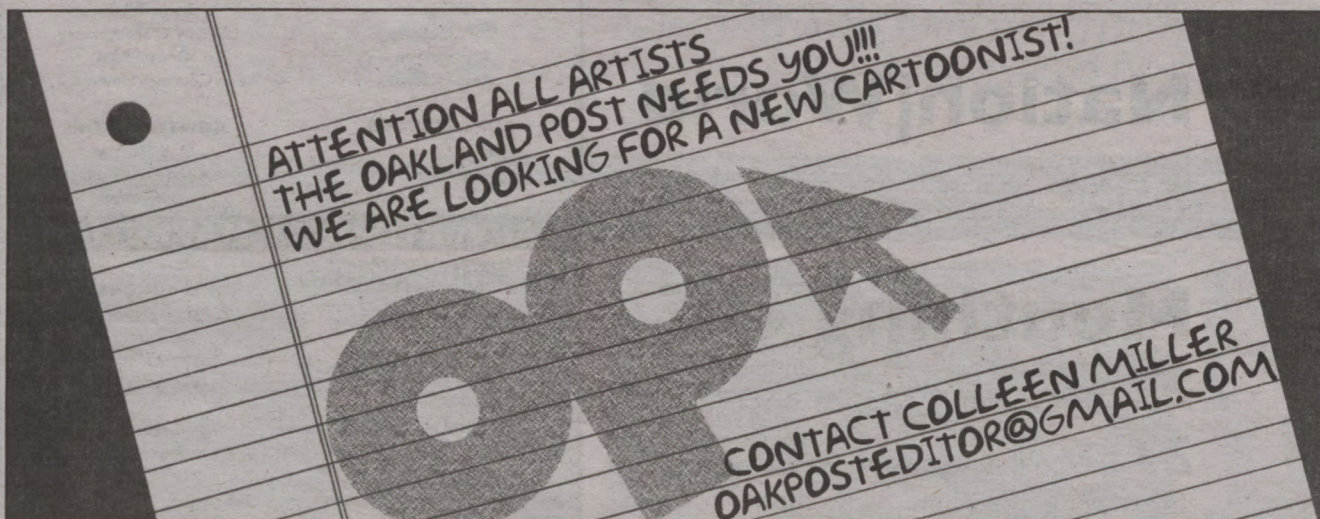 ATTENTION ALL ARTISTS
THE OAKLAND POST NEEDS YOU!!!
WE ARE LOOKING FOR A NEW CARTOONIST!
OP
CONTACT COLLEEN MILLER
OAKPOSTEDITOR@GMAIL.COM